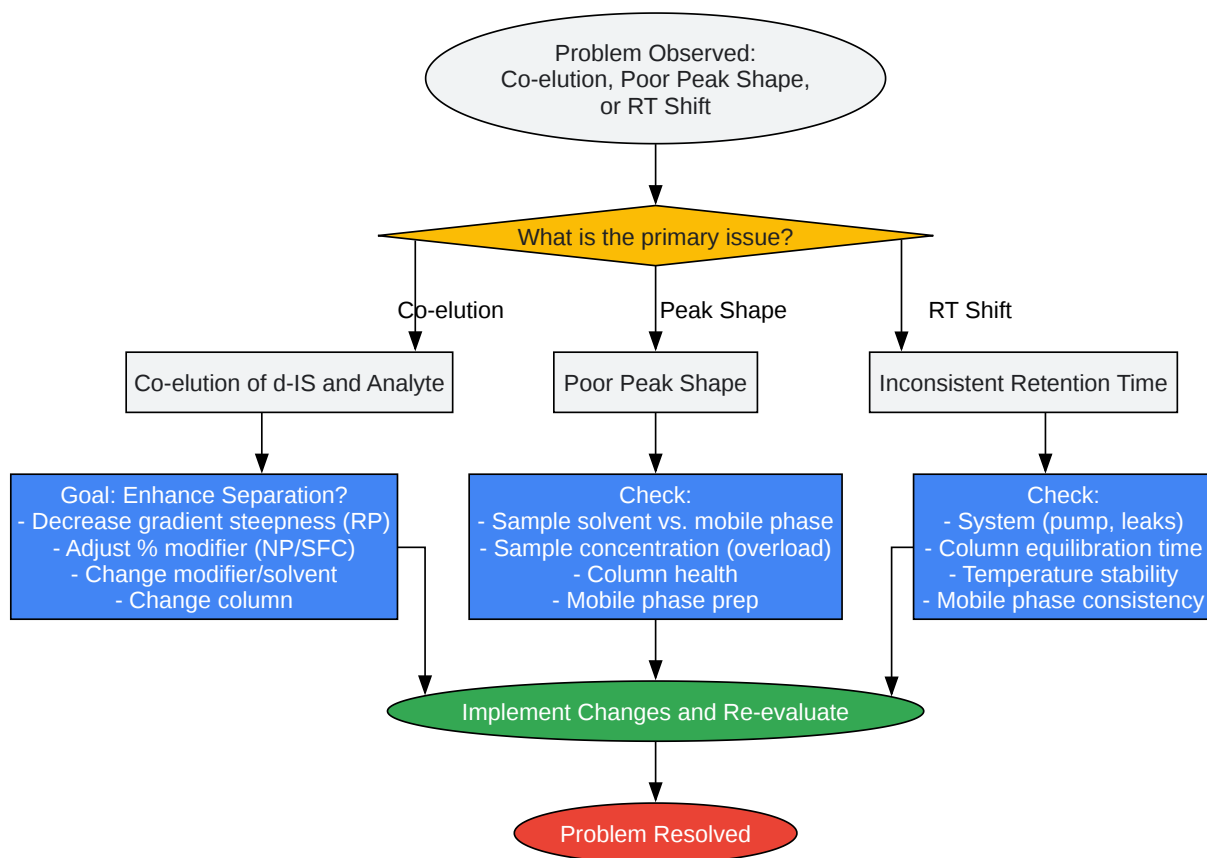 Problem Observed:
Co-elution, Poor Peak Shape,
or RT Shift
What is the primary issue?
Co-elution
Peak Shape
RT Shift
Co-elution of d-IS and Analyte
Poor Peak Shape
Inconsistent Retention Time
Goal: Enhance Separation?
- Decrease gradient steepness (RP)
- Adjust % modifier (NP/SFC)
- Change modifier/solvent
- Change column
Check:
- Sample solvent vs. mobile phase
- Sample concentration (overload)
- Column health
- Mobile phase prep
Check:
- System (pump, leaks)
- Column equilibration time
- Temperature stability
- Mobile phase consistency
Implement Changes and Re-evaluate
Problem Resolved